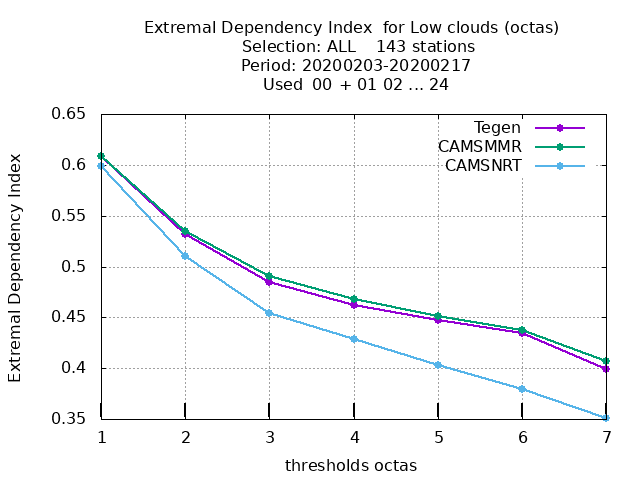 Extremal Dependency Index  for Low clouds (octas)
Selection: ALL    143 stations
Period: 20200203-20200217
Used  00 + 01 02 ... 24
Extremal Dependency Index
0.65
0.6
0.55
0.5
0.45
0.4
0.35
Tegen
CAMSMMR
CAMSNRT
1 2 3 4 5 6 7
thresholds octas